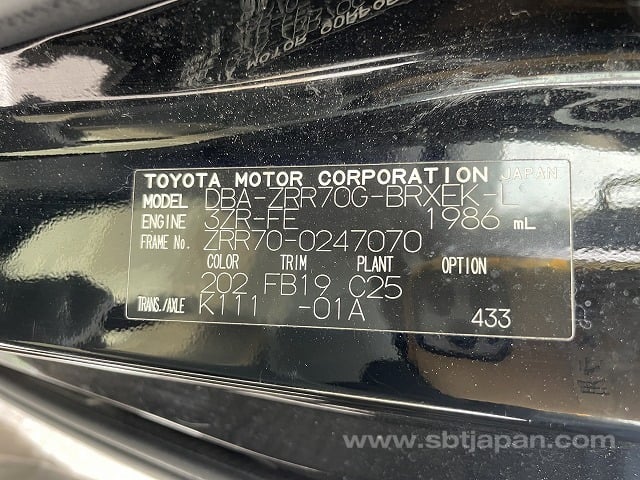 TOYOTA MOTOR CORPORATION JAPAN
MODEL DBA-ZRR70G-BRXEK-L
ENGINE 3ZR-FE 1986 mL
FRAME No. ZRR70-0247070
COLOR TRIM PLANT OPTION
202 FB19 C25
TRANS./AXLE K111 -01A
433
www.sbtjapan.com